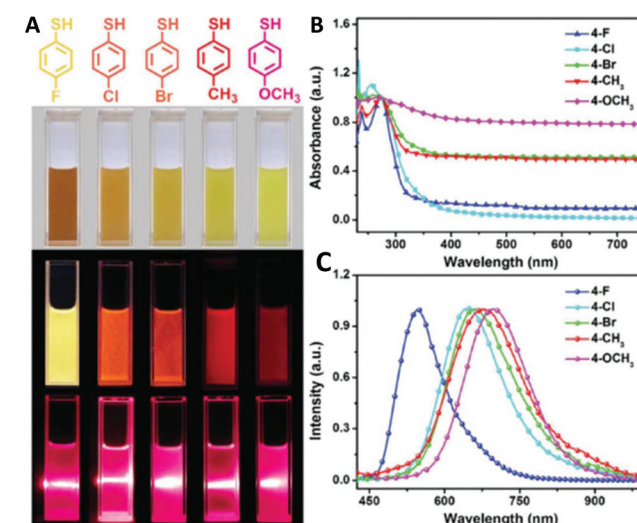 A
SH SH SH SH SH
F Cl Br CH₃ OCH₃
B
Absorbance (a.u.)
1.6
1.2
0.8
0.4
0.0
4-F
4-Cl
4-Br
4-CH₃
4-OCH₃
300 400 500 600 700
Wavelength (nm)
C
Intensity (a.u.)
1.2
0.9
0.6
0.3
0.0
4-F
4-Cl
4-Br
4-CH₃
4-OCH₃
450 600 750 900
Wavelength (nm)